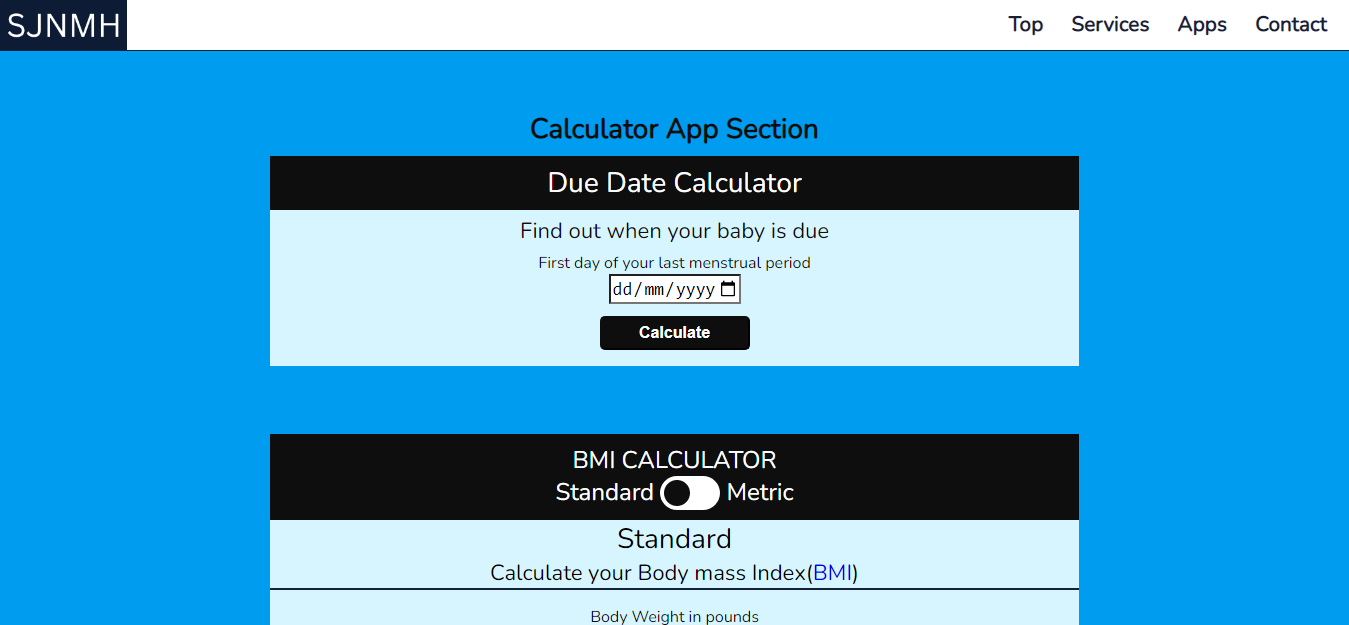 SJNMH
Top Services Apps Contact
Calculator App Section
Due Date Calculator
Find out when your baby is due
First day of your last menstrual period
dd/mm/yyyy
Calculate
BMI CALCULATOR
Standard Metric
Standard
Calculate your Body mass Index(BMI)
Body Weight in pounds